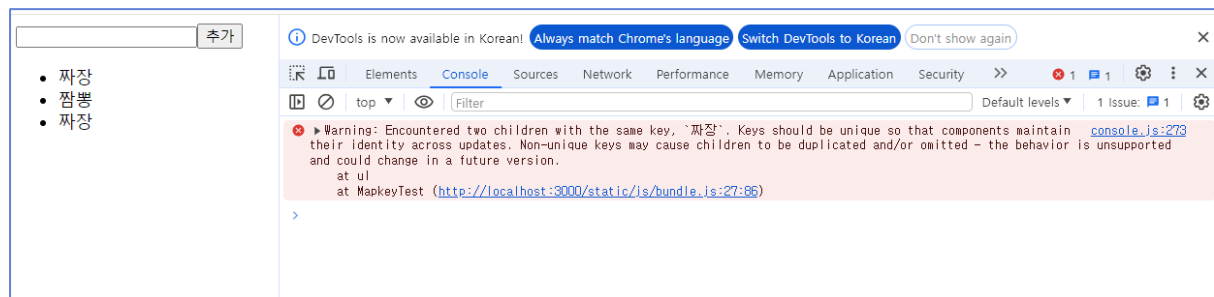 추가
짜장
짬뽕
짜장
DevTools is now available in Korean! Always match Chrome's language Switch DevTools to Korean Don't show again
Elements Console Sources Network Performance Memory Application Security 1 1
top Filter Default levels 1 Issue: 1
Warning: Encountered two children with the same key, `짜장`. Keys should be unique so that components maintain console.js:273
their identity across updates. Non-unique keys may cause children to be duplicated and/or omitted — the behavior is unsupported
and could change in a future version.
at ul
at MapkeyTest (http://localhost:3000/static/js/bundle.js:27:86)